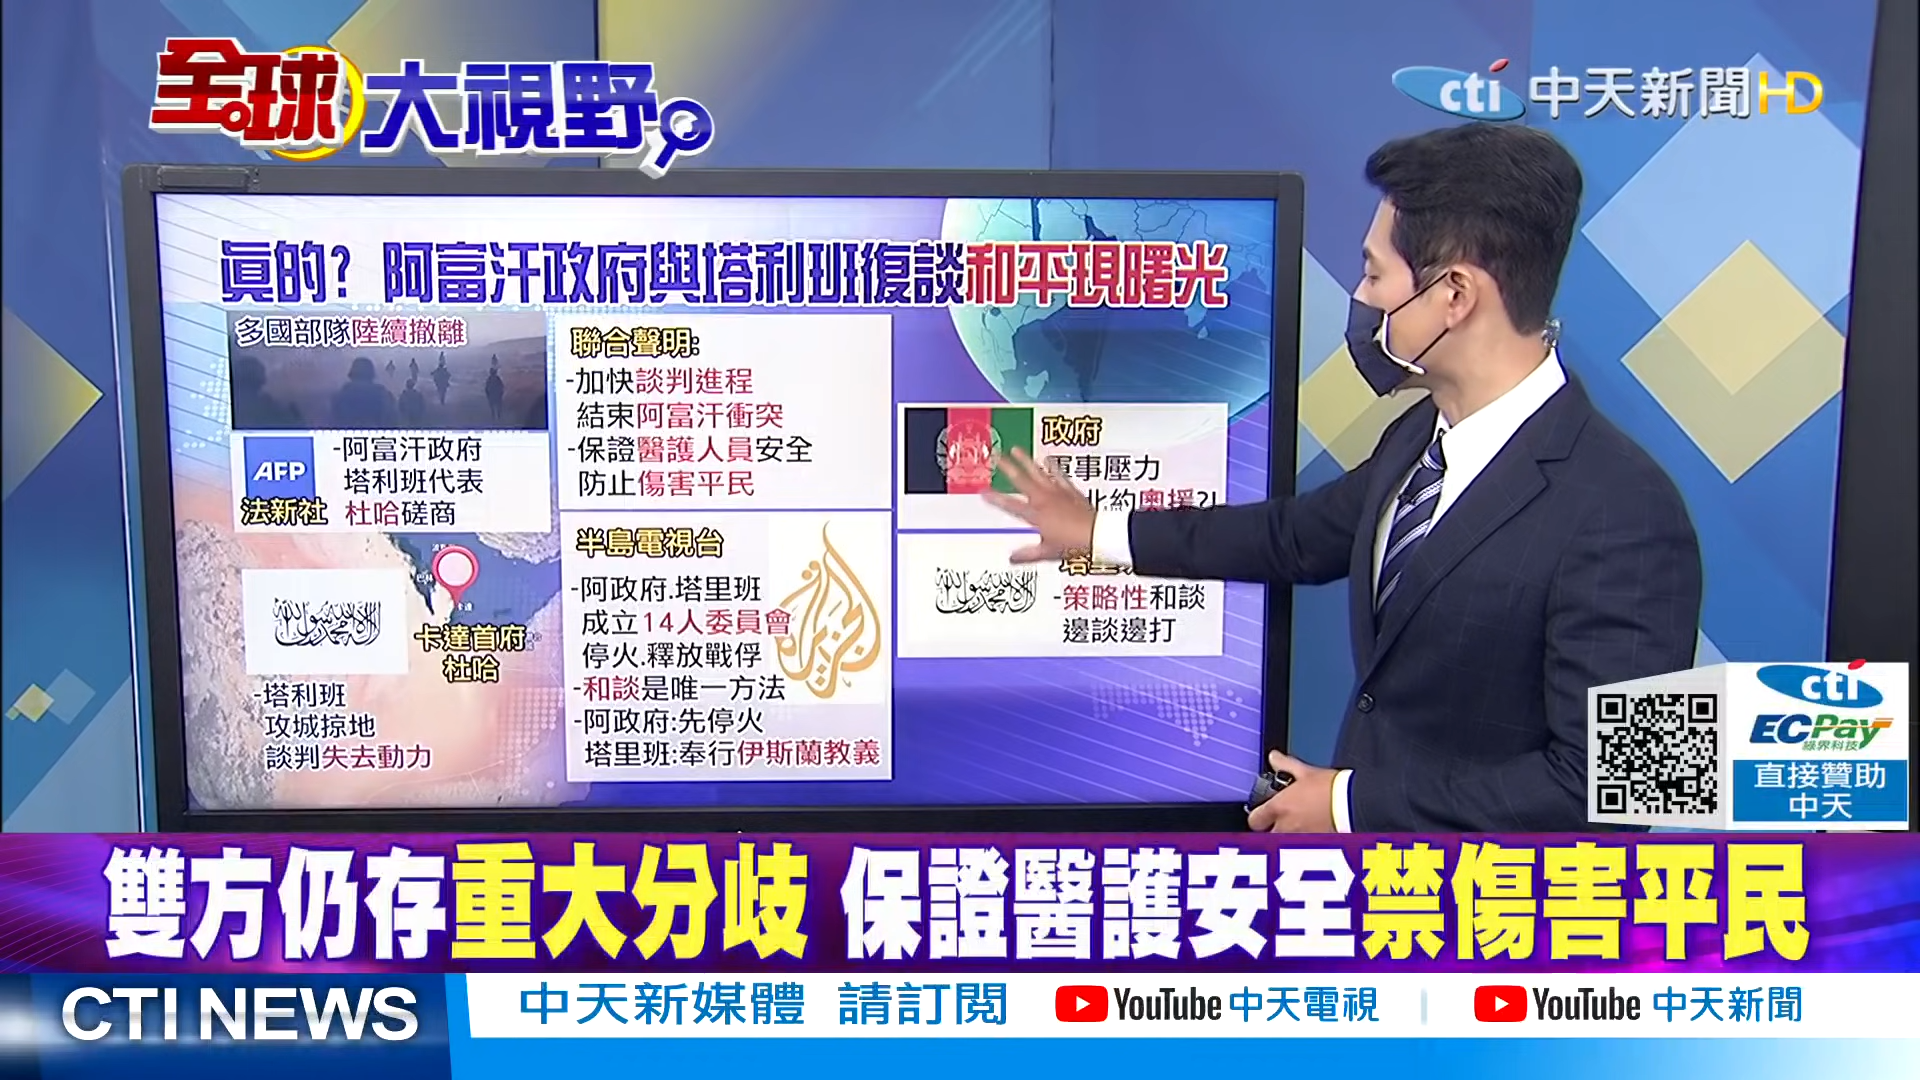 全球大視野
cti 中天新聞HD
真的? 阿富汗政府與塔利班復談和平現曙光
多國部隊陸續撤離
AFP
法新社
-阿富汗政府
塔利班代表
杜哈磋商
卡達首府
杜哈
-塔利班
攻城掠地
談判失去動力
聯合聲明:
-加快談判進程
結束阿富汗衝突
-保證醫護人員安全
防止傷害平民
半島電視台
-阿政府.塔里班
成立14人委員會
停火.釋放戰俘
-和談是唯一方法
-阿政府:先停火
塔里班:奉行伊斯蘭教義
政府
軍事壓力
北約奧援?!
塔里
-策略性和談
邊談邊打
cti
ECPay
綠界科技
直接贊助
中天
雙方仍存重大分歧 保證醫護安全禁傷害平民
CTI NEWS
中天新媒體 請訂閱 YouTube 中天電視 | YouTube 中天新聞